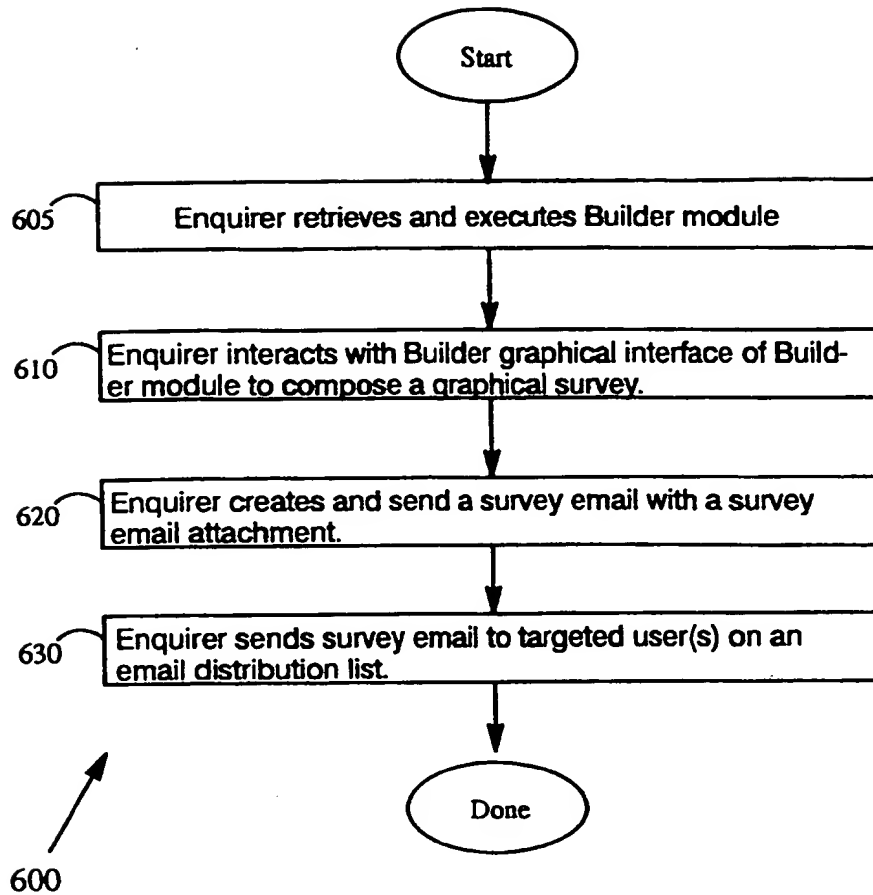 Start
605
Enquirer retrieves and executes Builder module
610
Enquirer interacts with Builder graphical interface of Build-
er module to compose a graphical survey.
620
Enquirer creates and send a survey email with a survey
email attachment.
630
Enquirer sends survey email to targeted user(s) on an
email distribution list.
Done
600